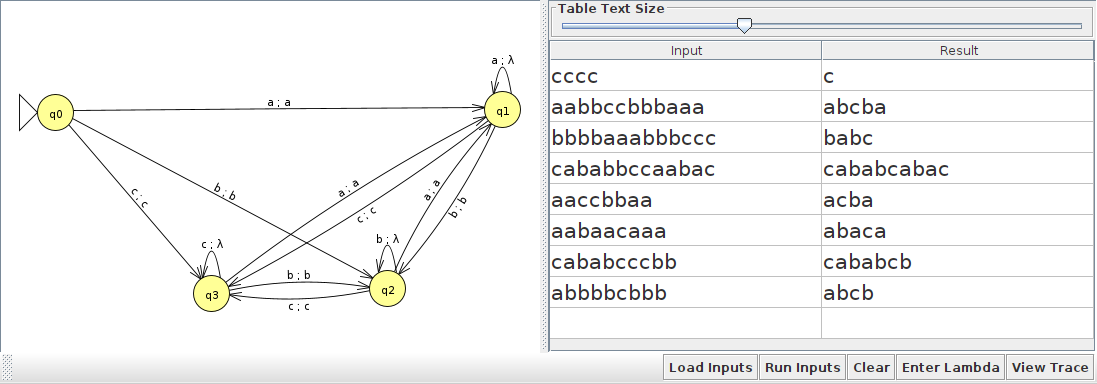 Table Text Size
Input Result
cccc c
aabbccbbbaaa abcba
bbbbaaabbbccc babc
cababbccaabac cababcabac
aaccbbaa acba
aabaacaaa abaca
cababcccbb cababcb
abbbbcbbb abcb
a ; λ
q0
a ; a
q1
c ; c
b ; b
a ; a
c ; c
a ; a
b ; b
c ; λ
b ; λ
q3
b ; b
q2
c ; c
Load Inputs Run Inputs Clear Enter Lambda View Trace